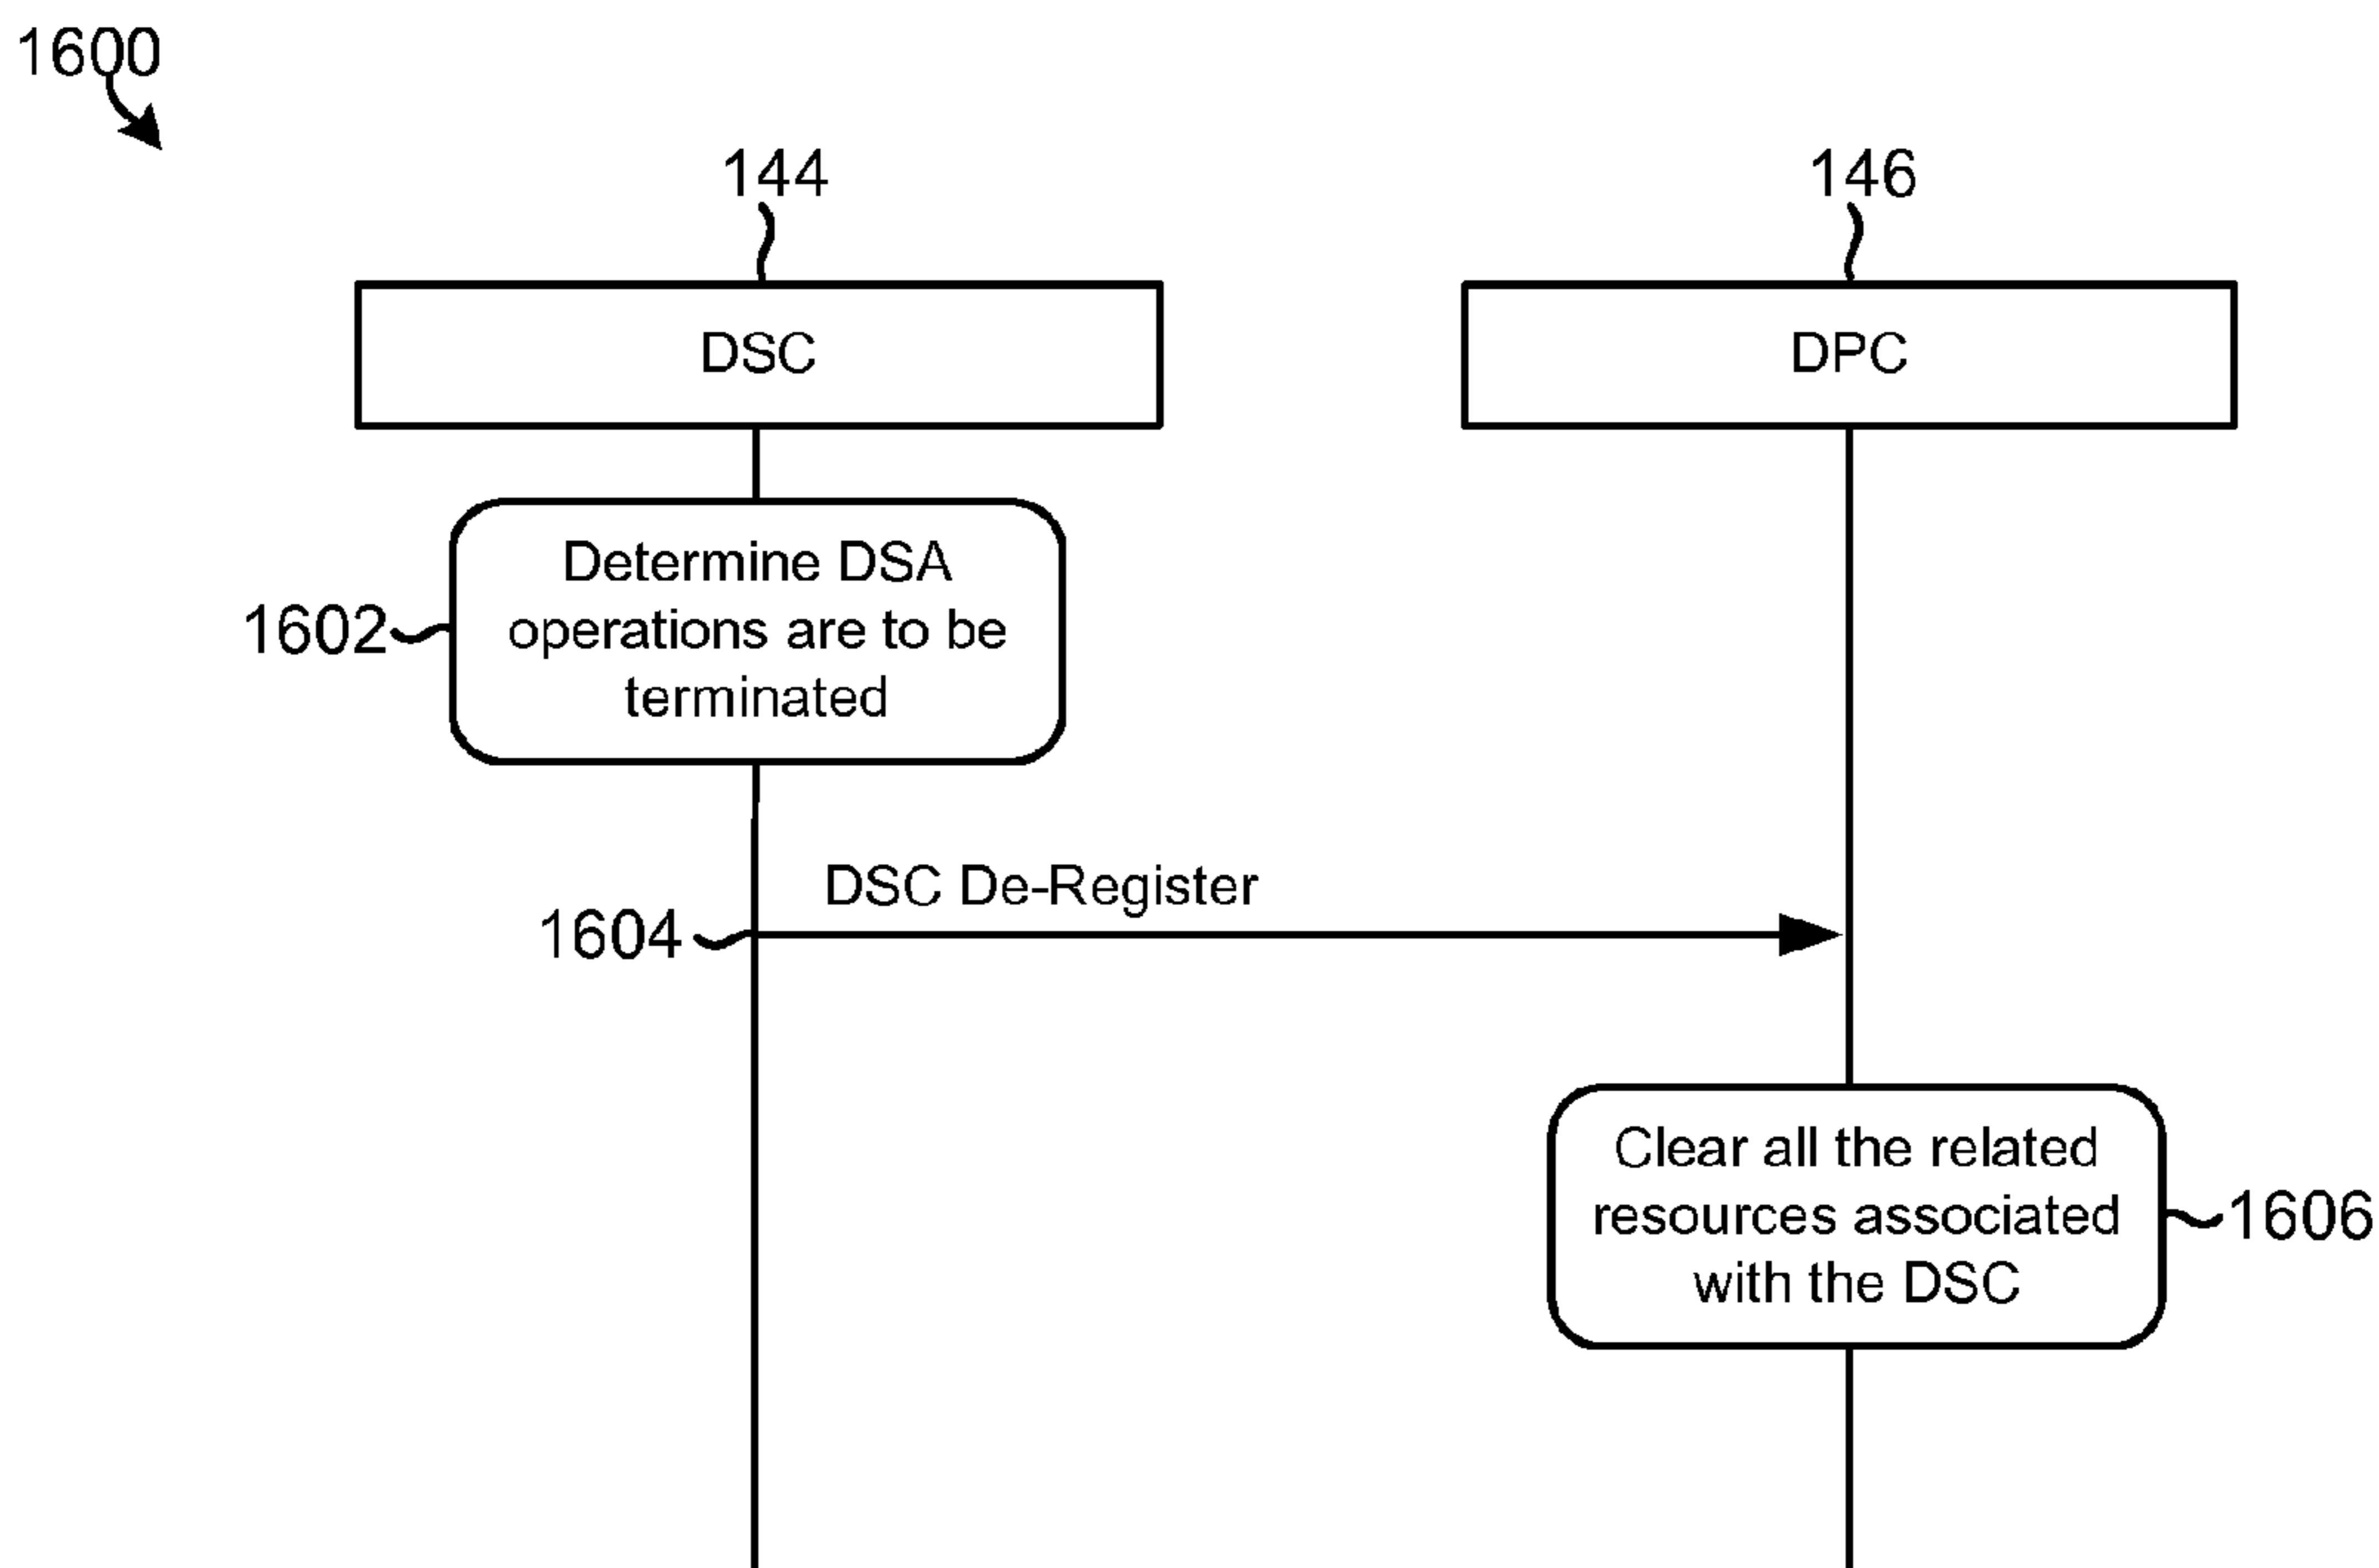 1600
144
146
DSC
DPC
Determine DSA
operations are to be
terminated
1602
DSC De-Register
1604
Clear all the related
resources associated
with the DSC
1606